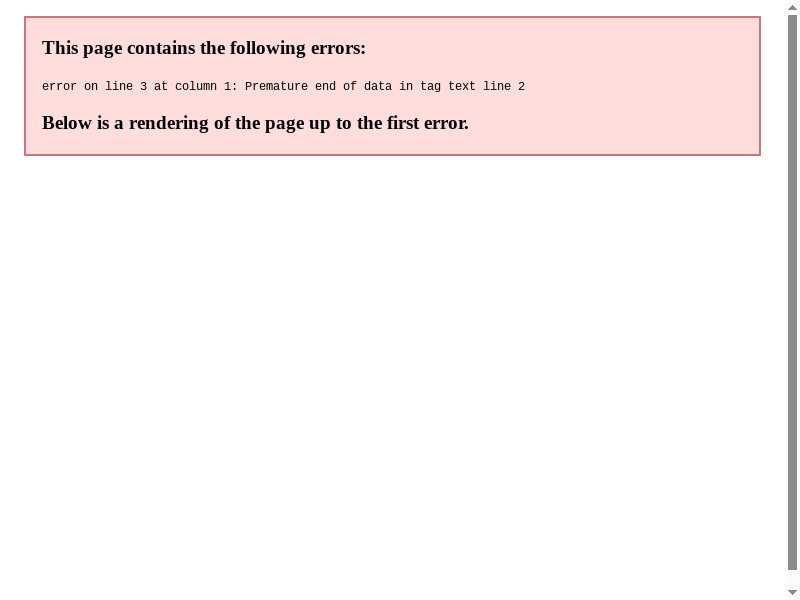 This page contains the following errors:
error on line 3 at column 1: Premature end of data in tag text line 2
Below is a rendering of the page up to the first error.